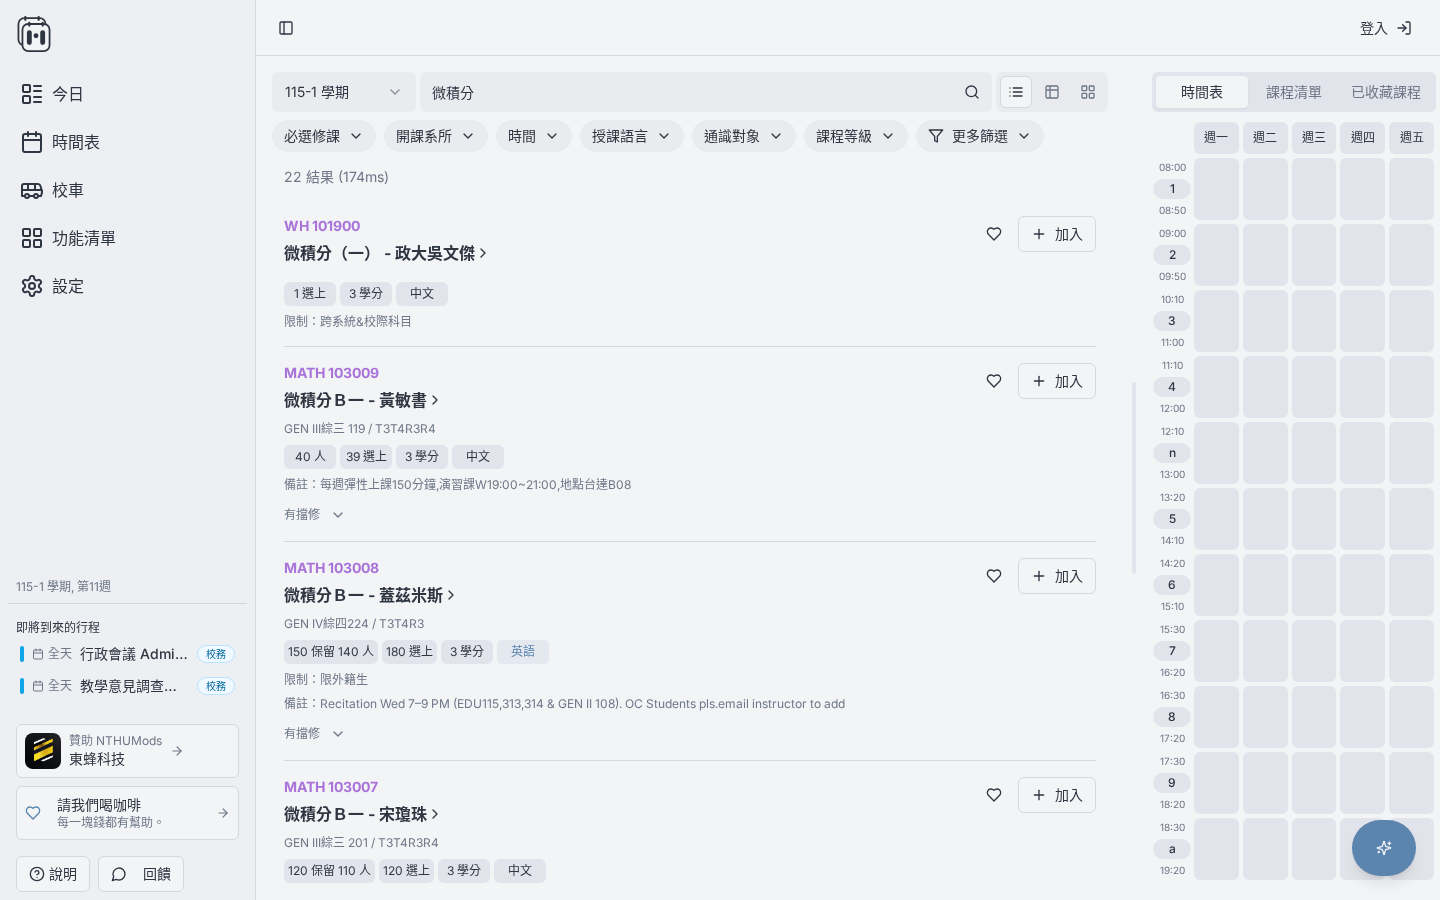 今日
時間表
校車
功能清單
設定
115-1 學期, 第11週
即將到來的行程
全天 行政會議 Admi... 校務
全天 教學意見調查... 校務
贊助 NTHUMods
東蜂科技
請我們喝咖啡
每一塊錢都有幫助。
說明
回饋
登入
115-1 學期
微積分
必選修課
開課系所
時間
授課語言
通識對象
課程等級
更多篩選
22 結果 (174ms)
WH 101900
微積分（一） - 政大吳文傑
加入
1 選上
3 學分
中文
限制：跨系統&校際科目
MATH 103009
微積分Ｂ一 - 黃敏書
加入
GEN III綜三 119 / T3T4R3R4
40 人
39 選上
3 學分
中文
備註：每週彈性上課150分鐘,演習課W19:00~21:00,地點台達B08
有擋修
MATH 103008
微積分Ｂ一 - 蓋茲米斯
加入
GEN IV綜四224 / T3T4R3
150 保留 140 人
180 選上
3 學分
英語
限制：限外籍生
備註：Recitation Wed 7–9 PM (EDU115,313,314 & GEN II 108). OC Students pls.email instructor to add
有擋修
MATH 103007
微積分Ｂ一 - 宋瓊珠
加入
GEN III綜三 201 / T3T4R3R4
120 保留 110 人
120 選上
3 學分
中文
時間表
課程清單
已收藏課程
週一
週二
週三
週四
週五
08:00
1
08:50
09:00
2
09:50
10:10
3
11:00
11:10
4
12:00
12:10
n
13:00
13:20
5
14:10
14:20
6
15:10
15:30
7
16:20
16:30
8
17:20
17:30
9
18:20
18:30
a
19:20